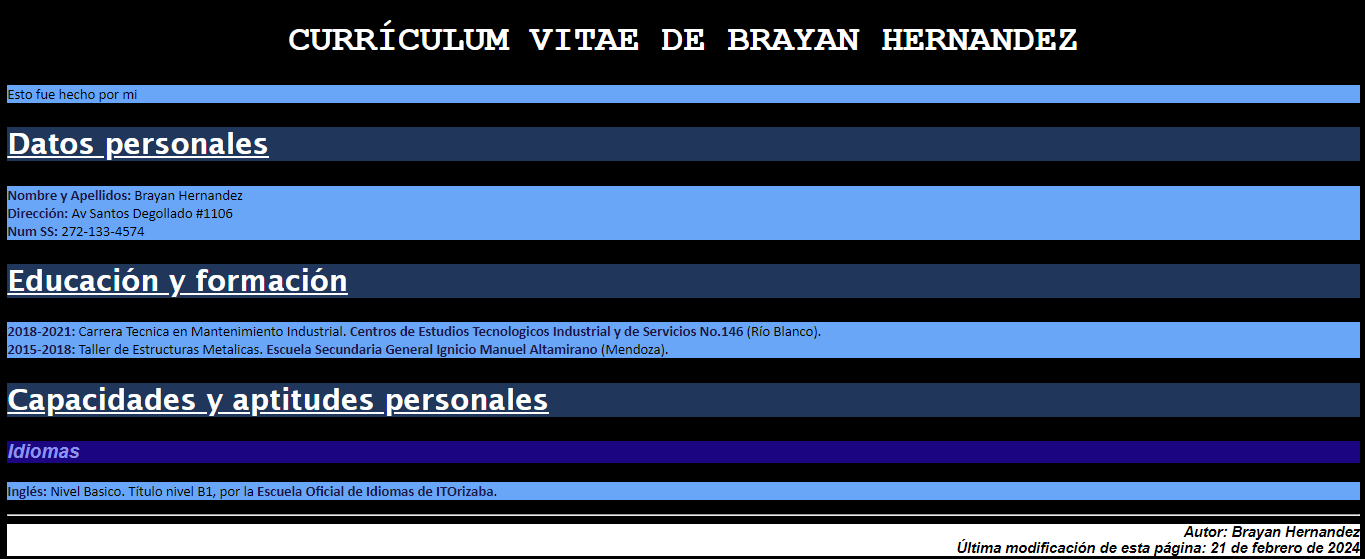 CURRÍCULUM VITAE DE BRAYAN HERNANDEZ
Esto fue hecho por mi
Datos personales
Nombre y Apellidos: Brayan Hernandez
Dirección: Av Santos Degollado #1106
Num SS: 272-133-4574
Educación y formación
2018-2021: Carrera Tecnica en Mantenimiento Industrial. Centros de Estudios Tecnologicos Industrial y de Servicios No.146 (Río Blanco).
2015-2018: Taller de Estructuras Metalicas. Escuela Secundaria General Ignicio Manuel Altamirano (Mendoza).
Capacidades y aptitudes personales
Idiomas
Inglés: Nivel Basico. Título nivel B1, por la Escuela Oficial de Idiomas de ITOrizaba.
Autor: Brayan Hernandez
Última modificación de esta página: 21 de febrero de 2024